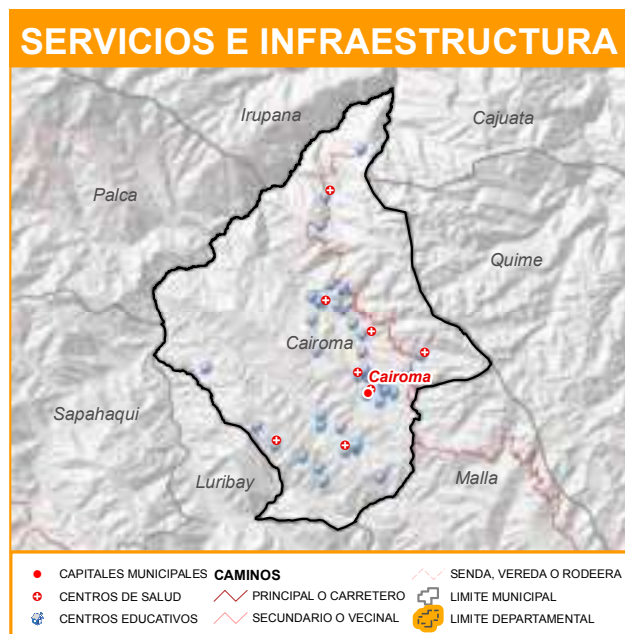 SERVICIOS E INFRAESTRUCTURA
Irupana
Cajuata
Palca
Quime
Cairoma
Cairoma
Sapahaqui
Luribay
Malla
CAPITALES MUNICIPALES
CENTROS DE SALUD
CENTROS EDUCATIVOS
CAMINOS
PRINCIPAL O CARRETERO
SECUNDARIO O VECINAL
SENDA, VEREDA O RODEERA
LIMITE MUNICIPAL
LIMITE DEPARTAMENTAL